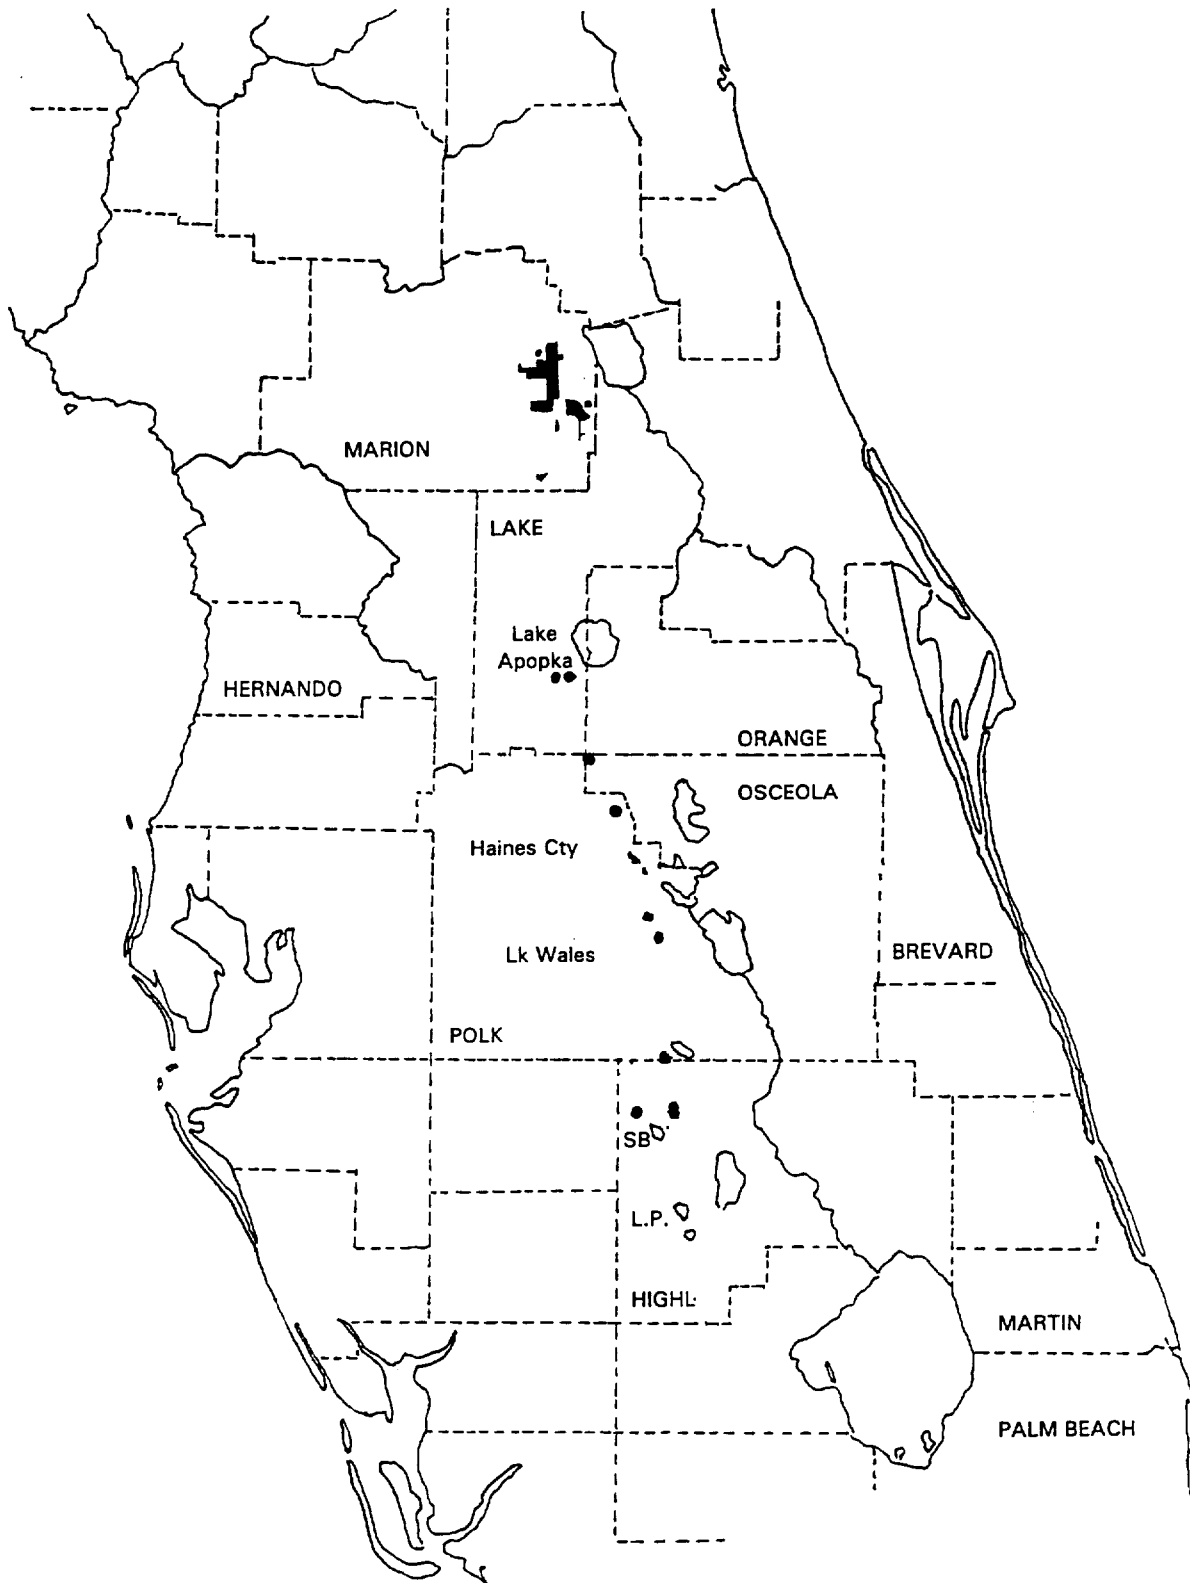 MARION
LAKE
Lake
Apopka
HERNANDO
ORANGE
OSCEOLA
Haines Cty
Lk Wales
BREVARD
POLK
SB
L.P.
HIGHL
MARTIN
PALM BEACH